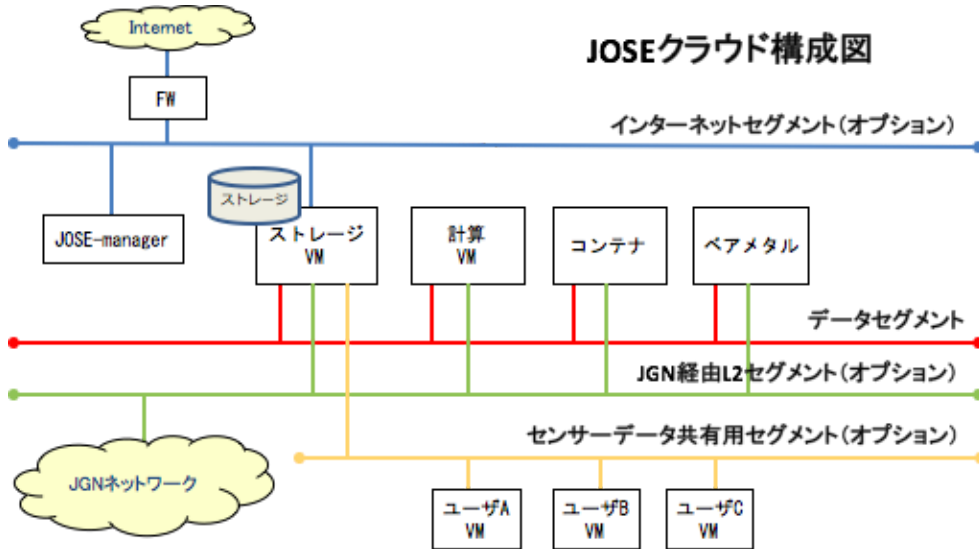 Internet
JOSEクラウド構成図
FW
インターネットセグメント(オプション)
ストレージ
JOSE-manager
ストレージ
VM
計算
VM
コンテナ
ベアメタル
データセグメント
JGN経由L2セグメント(オプション)
センサーデータ共有用セグメント(オプション)
JGNネットワーク
ユーザA
VM
ユーザB
VM
ユーザC
VM